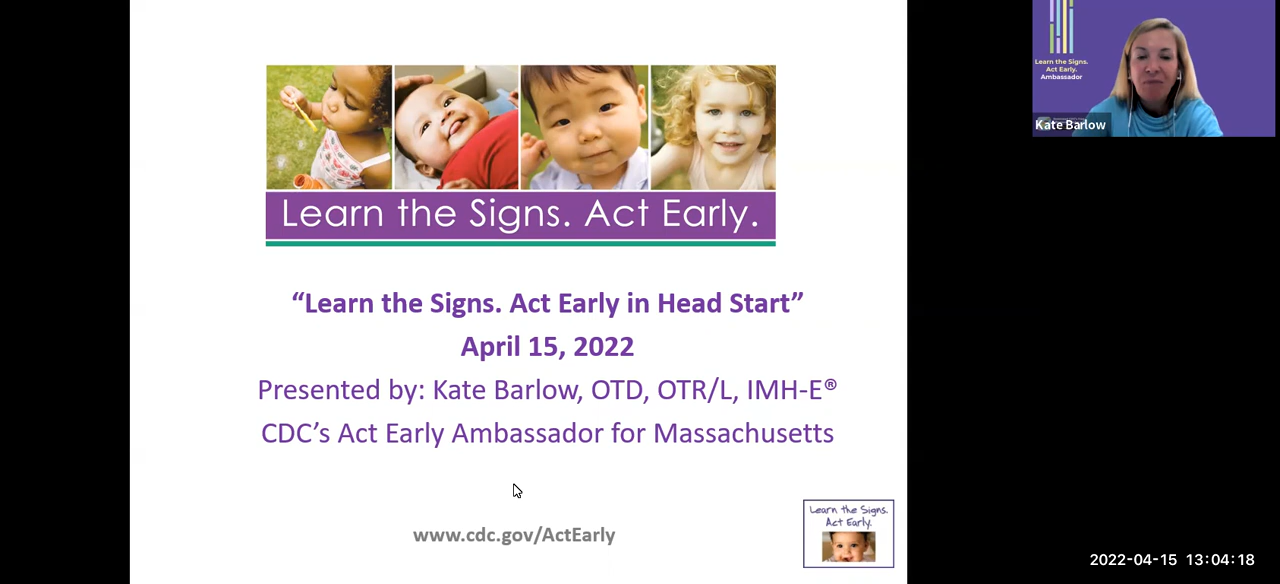 Learn the Signs. Act Early.
“Learn the Signs. Act Early in Head Start”
April 15, 2022
Presented by: Kate Barlow, OTD, OTR/L, IMH-E®
CDC’s Act Early Ambassador for Massachusetts
www.cdc.gov/ActEarly
Learn the Signs.
Act Early.
Learn the Signs.
Act Early.
Ambassador
Kate Barlow
2022-04-15 13:04:18